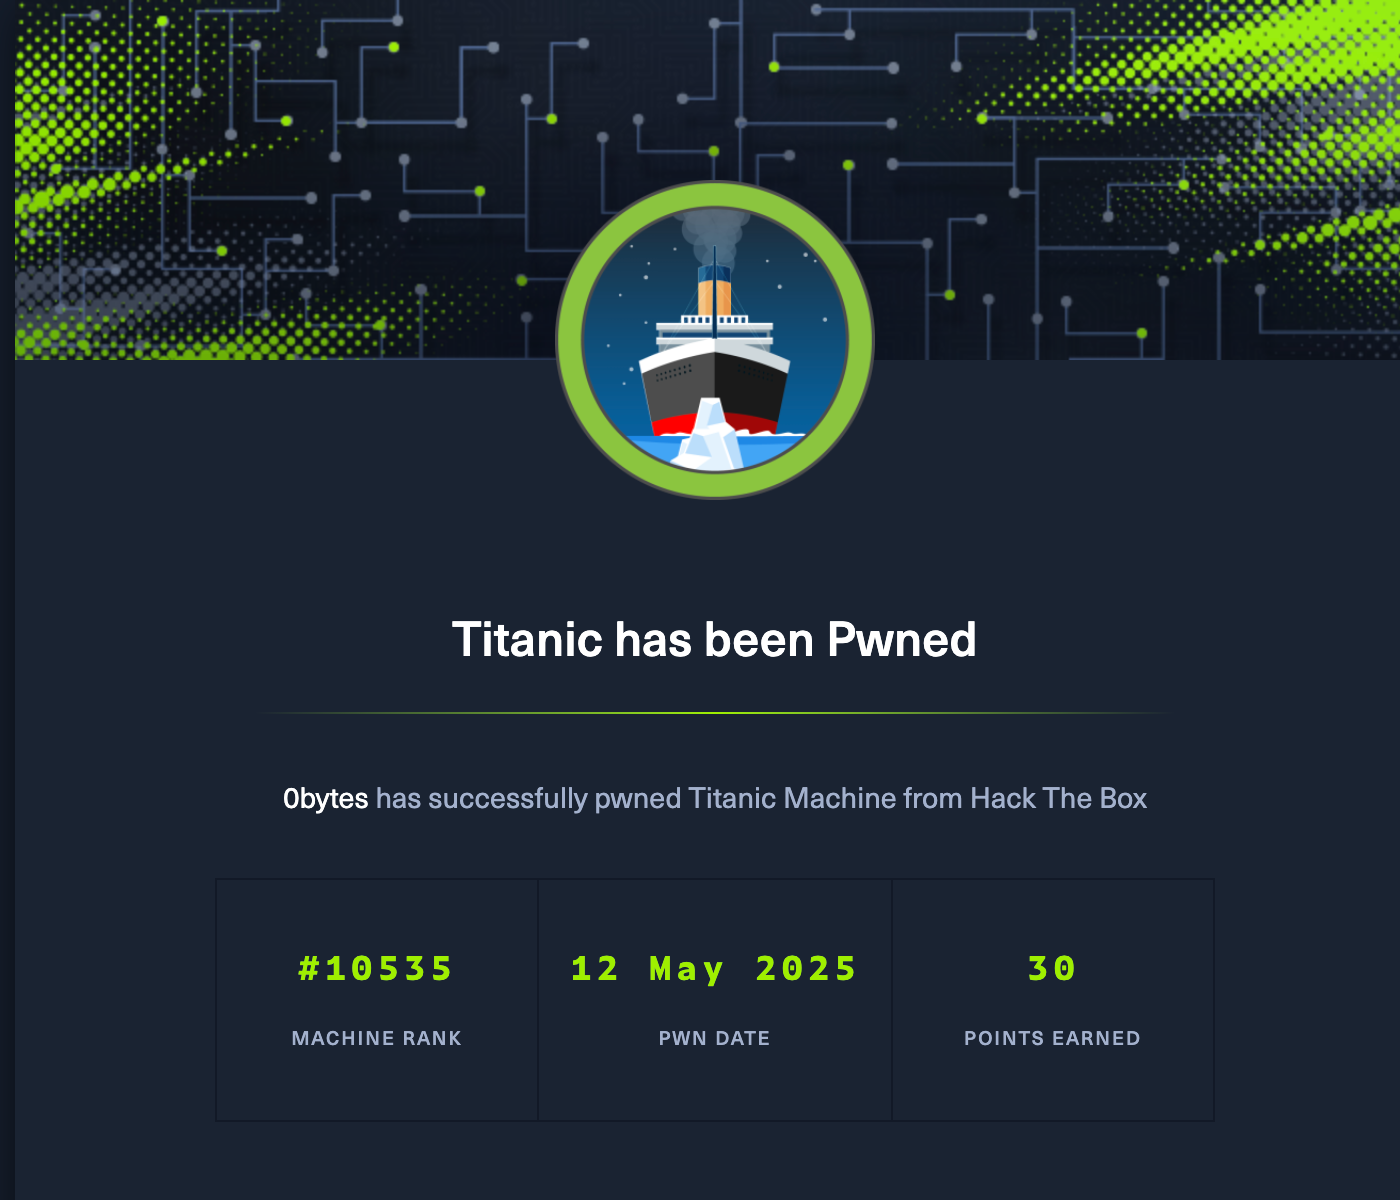 Titanic has been Pwned
0bytes has successfully pwned Titanic Machine from Hack The Box
#10535
MACHINE RANK
12 May 2025
PWN DATE
30
POINTS EARNED